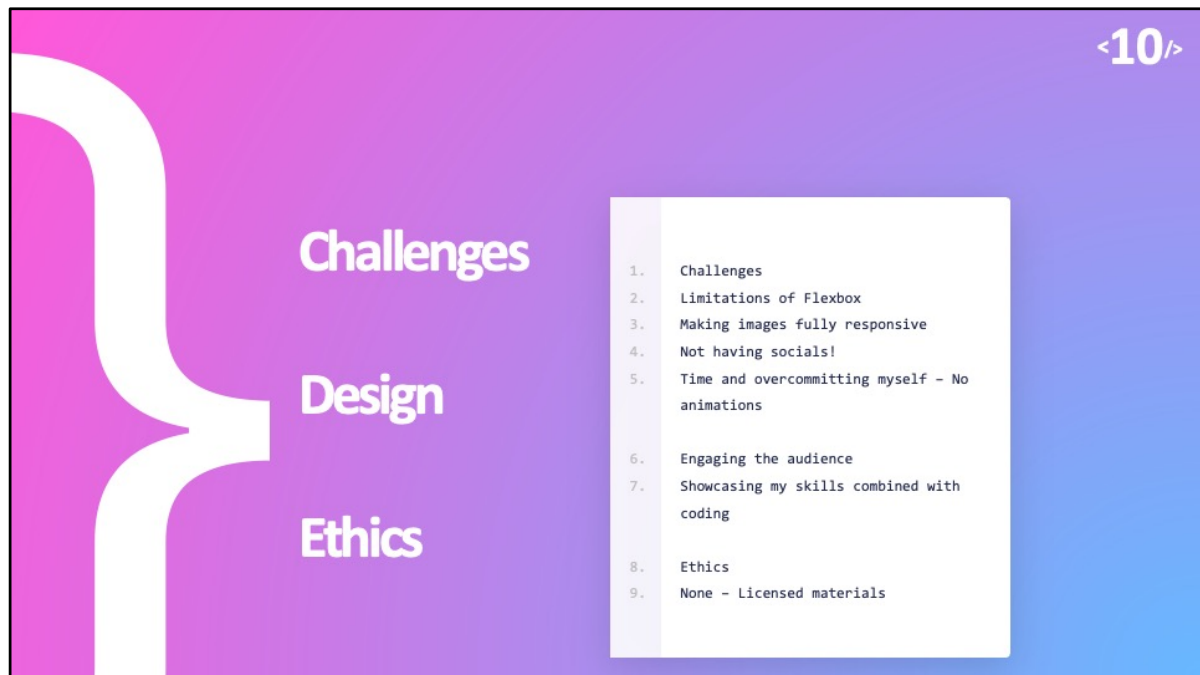 <10/>
Challenges
Design
Ethics
1. Challenges
2. Limitations of Flexbox
3. Making images fully responsive
4. Not having socials!
5. Time and overcommitting myself – No
animations
6. Engaging the audience
7. Showcasing my skills combined with
coding
8. Ethics
9. None – Licensed materials